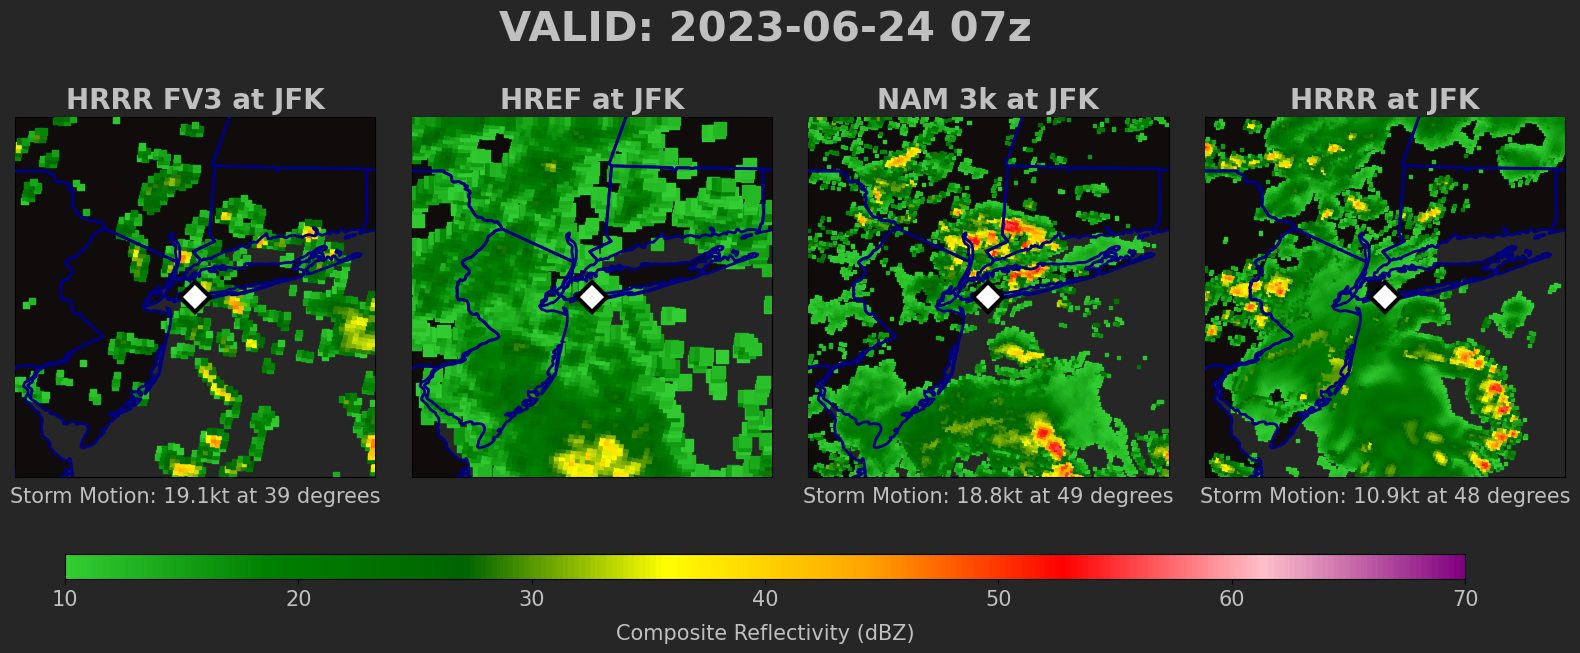 VALID: 2023-06-24 07z
HRRR FV3 at JFK
HREF at JFK
NAM 3k at JFK
HRRR at JFK
Storm Motion: 19.1kt at 39 degrees
Storm Motion: 18.8kt at 49 degrees
Storm Motion: 10.9kt at 48 degrees
10 20 30 40 50 60 70
Composite Reflectivity (dBZ)